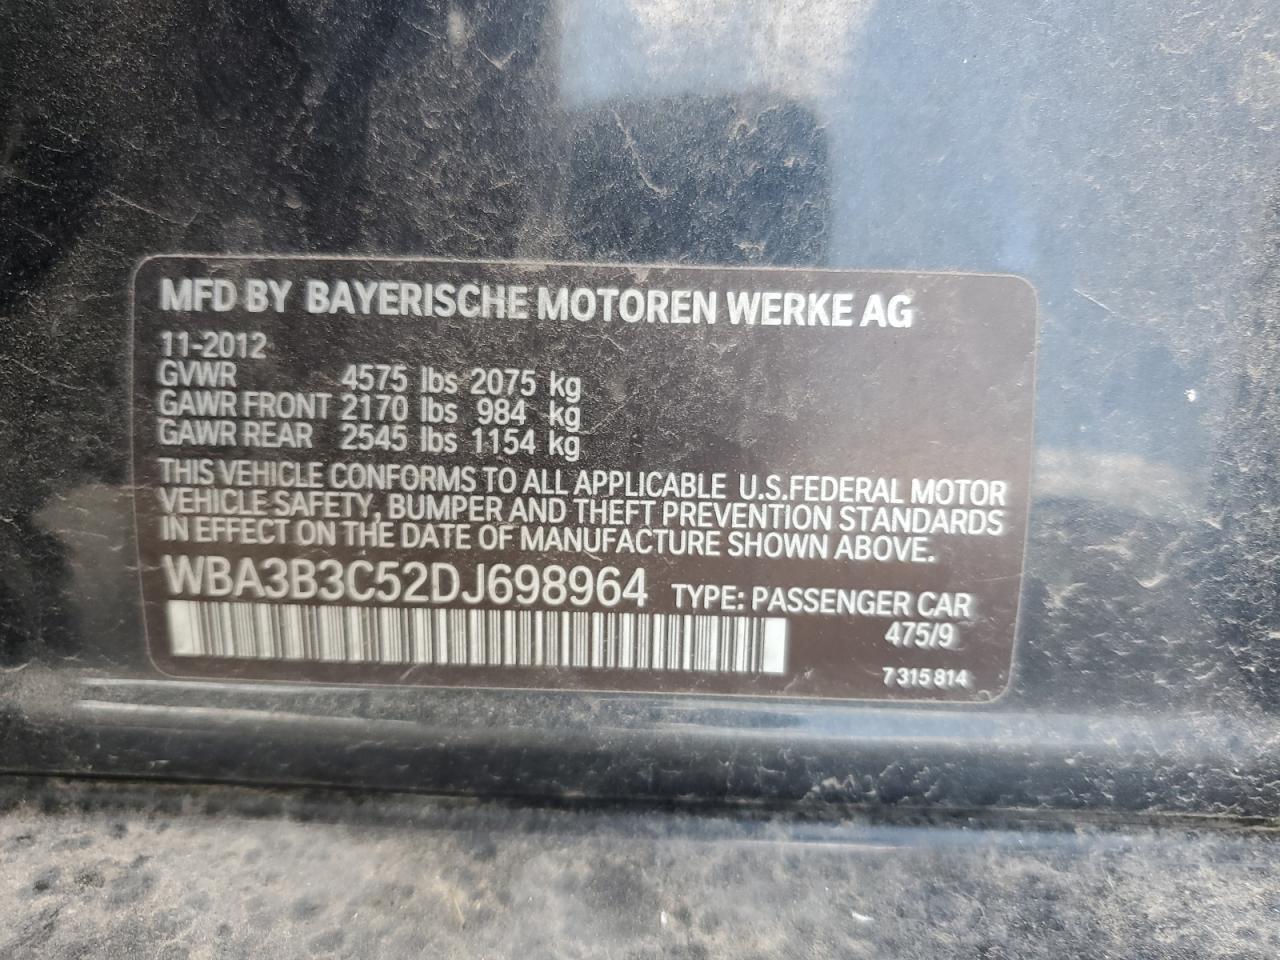 MFD BY BAYERISCHE MOTOREN WERKE AG
11-2012
GVWR 4575 lbs 2075 kg
GAWR FRONT 2170 lbs 984 kg
GAWR REAR 2545 lbs 1154 kg
THIS VEHICLE CONFORMS TO ALL APPLICABLE U.S.FEDERAL MOTOR
VEHICLE SAFETY, BUMPER AND THEFT PREVENTION STANDARDS
IN EFFECT ON THE DATE OF MANUFACTURE SHOWN ABOVE.
WBA3B3C52DJ698964 TYPE: PASSENGER CAR
475/9
7 315 814